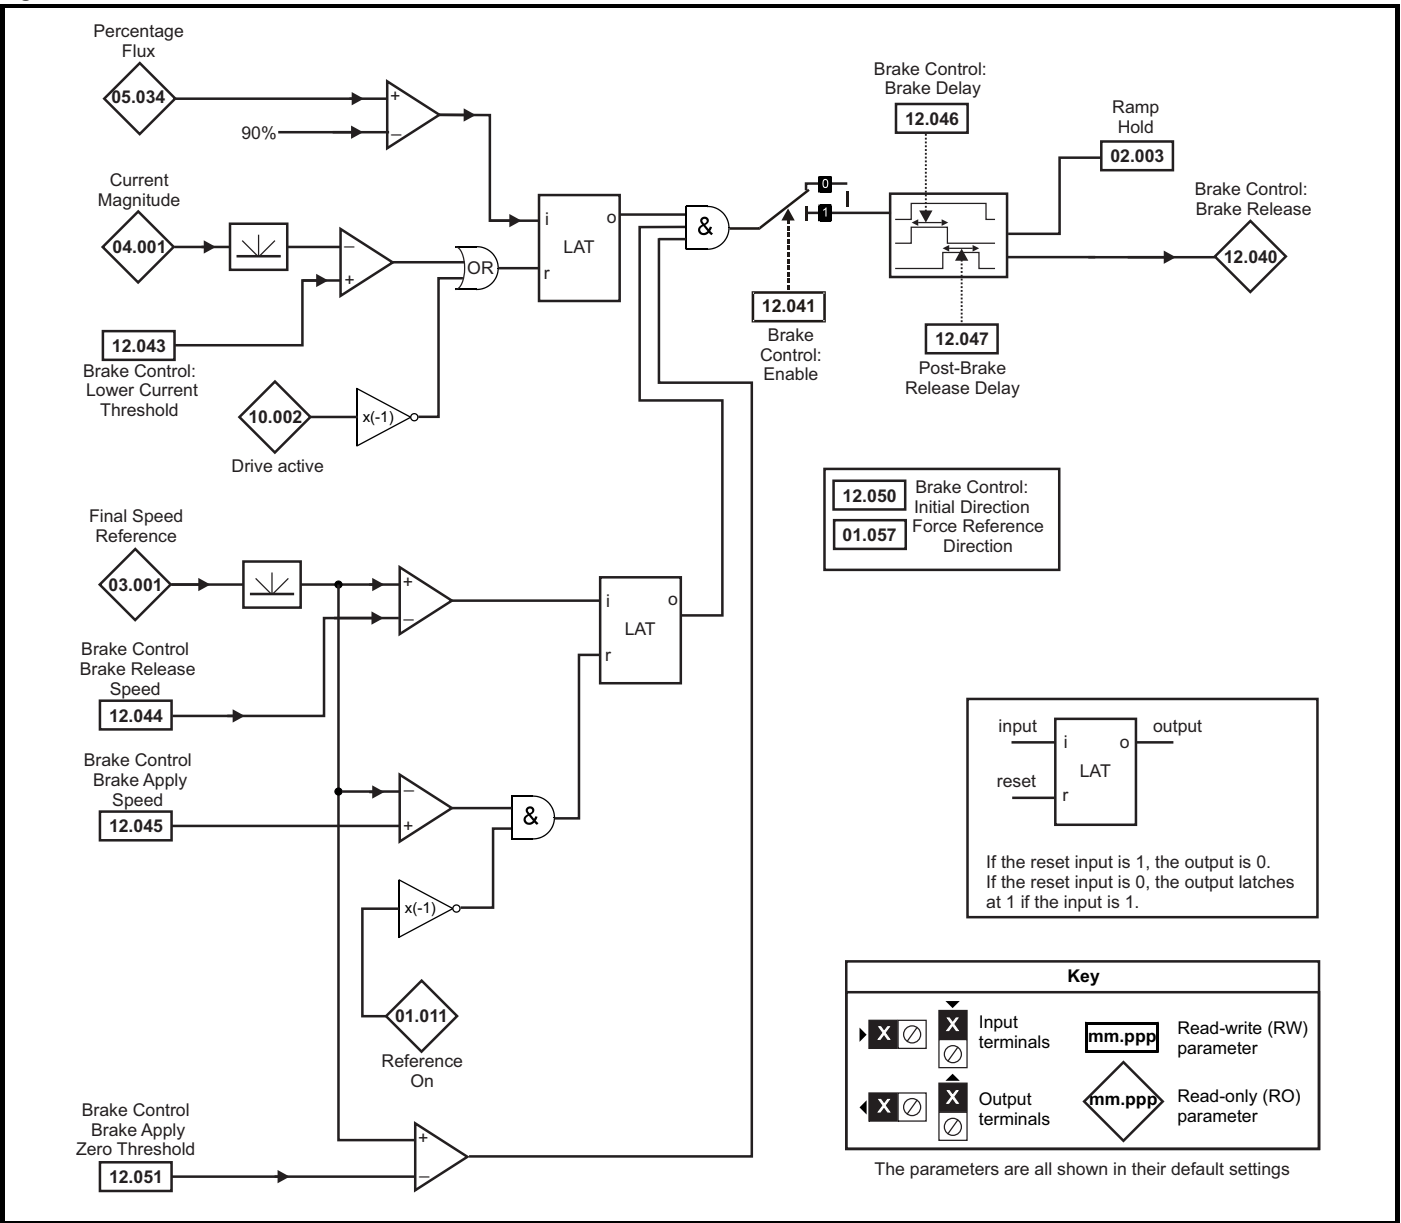 Percentage
Flux
05.034
+
90%
–
Current
Magnitude
04.001
–
+
12.043
Brake Control:
Lower Current
Threshold
OR
10.002
x(-1)
Drive active
i
o
LAT
r
&
0
1
12.041
Brake
Control:
Enable
Brake Control:
Brake Delay
12.046
12.047
Post-Brake
Release Delay
Ramp
Hold
02.003
Brake Control:
Brake Release
12.040
12.050
Brake Control:
Initial Direction
01.057
Force Reference
Direction
Final Speed
Reference
03.001
+
–
Brake Control
Brake Release
Speed
12.044
i
o
LAT
r
Brake Control
Brake Apply
Speed
12.045
–
+
&
x(-1)
01.011
Reference
On
Brake Control
Brake Apply
Zero Threshold
12.051
+
–
input
output
i
o
LAT
reset
r
If the reset input is 1, the output is 0.
If the reset input is 0, the output latches
at 1 if the input is 1.
Key
X
X
Input
terminals
mm.ppp
Read-write (RW)
parameter
X
X
Output
terminals
mm.ppp
Read-only (RO)
parameter
The parameters are all shown in their default settings